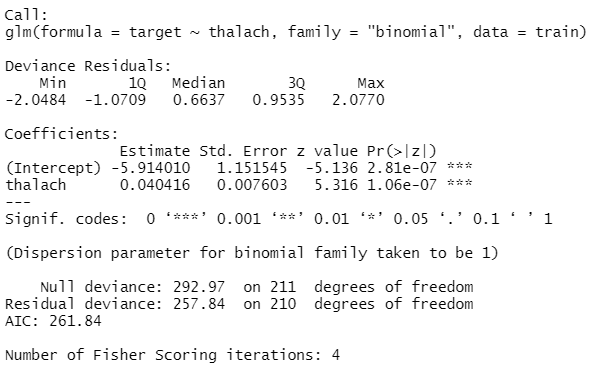 Call:
glm(formula = target ~ thalach, family = "binomial", data = train)
Deviance Residuals:
Min 1Q Median 3Q Max
-2.0484 -1.0709 0.6637 0.9535 2.0770
Coefficients:
Estimate Std. Error z value Pr(>|z|)
(Intercept) -5.914010 1.151545 -5.136 2.81e-07 ***
thalach 0.040416 0.007603 5.316 1.06e-07 ***
---
Signif. codes: 0 ‘***’ 0.001 ‘**’ 0.01 ‘*’ 0.05 ‘.’ 0.1 ‘ ’ 1
(Dispersion parameter for binomial family taken to be 1)
Null deviance: 292.97 on 211 degrees of freedom
Residual deviance: 257.84 on 210 degrees of freedom
AIC: 261.84
Number of Fisher Scoring iterations: 4